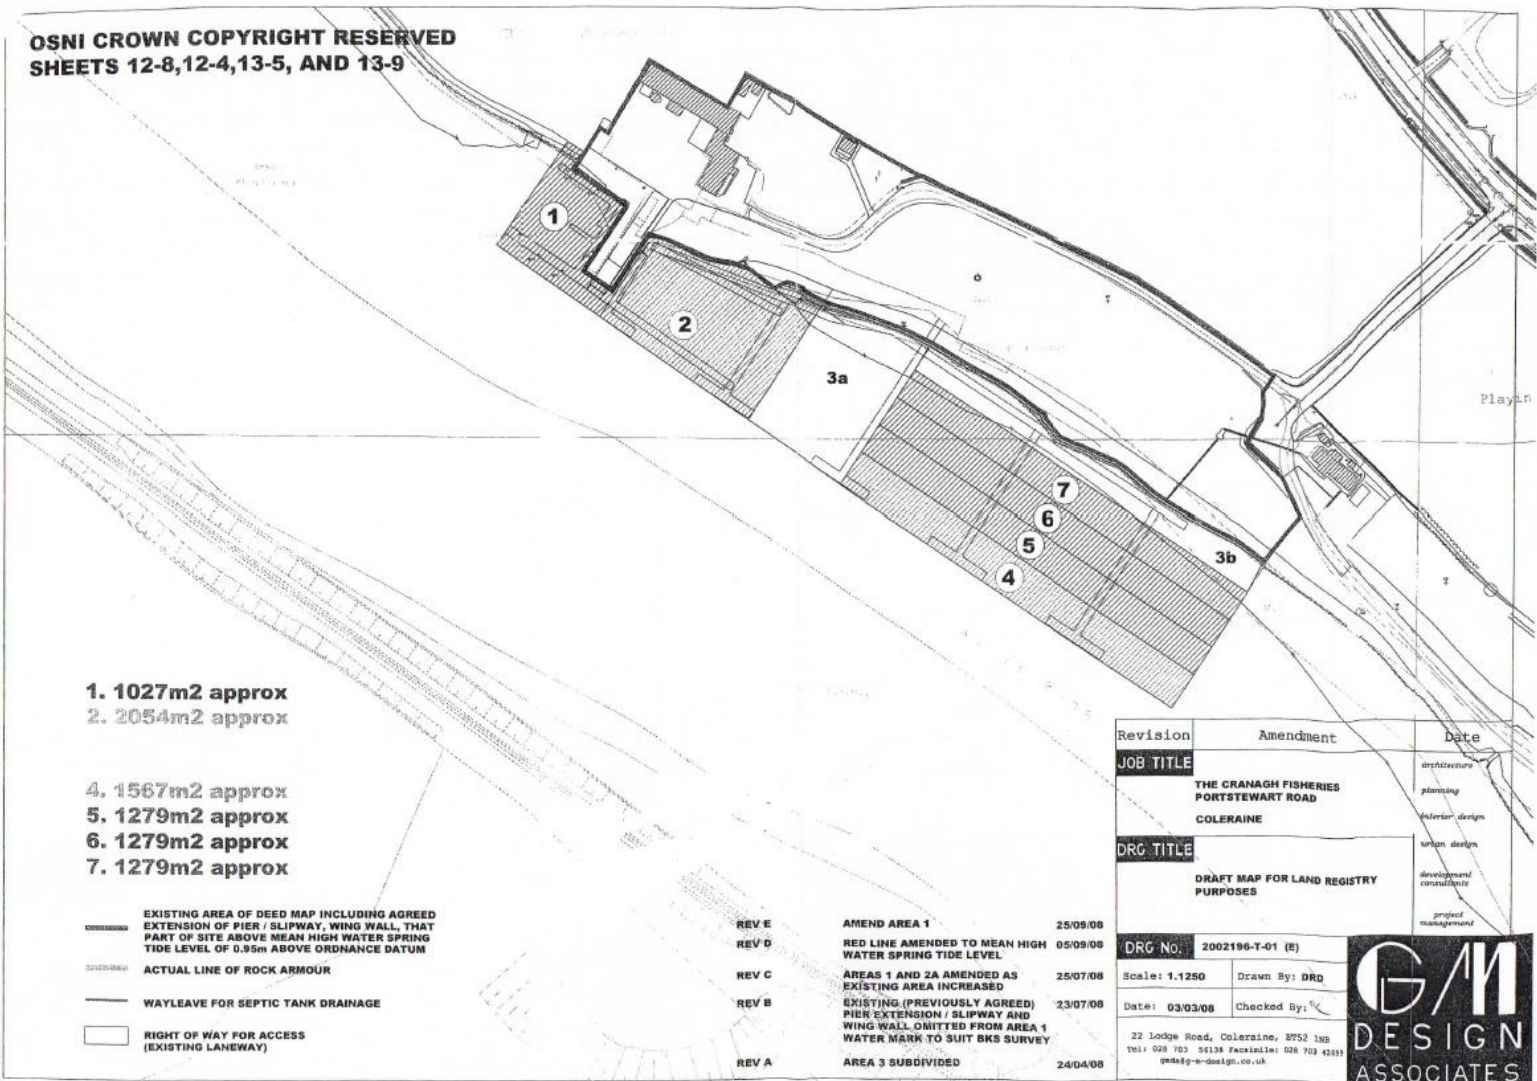 OSNI CROWN COPYRIGHT RESERVED
SHEETS 12-8,12-4,13-5, AND 13-9
1
2
3a
7
6
5
4
3b
Playin
1. 1027m2 approx
2. 2054m2 approx
4. 1567m2 approx
5. 1279m2 approx
6. 1279m2 approx
7. 1279m2 approx
EXISTING AREA OF DEED MAP INCLUDING AGREED
EXTENSION OF PIER / SLIPWAY, WING WALL, THAT
PART OF SITE ABOVE MEAN HIGH WATER SPRING
TIDE LEVEL OF 0.95m ABOVE ORDNANCE DATUM
ACTUAL LINE OF ROCK ARMOUR
WAYLEAVE FOR SEPTIC TANK DRAINAGE
RIGHT OF WAY FOR ACCESS
(EXISTING LANEWAY)
REV E AMEND AREA 1 25/09/08
REV D RED LINE AMENDED TO MEAN HIGH 05/09/08
WATER SPRING TIDE LEVEL
REV C AREAS 1 AND 2A AMENDED AS 25/07/08
EXISTING AREA INCREASED
REV B EXISTING (PREVIOUSLY AGREED) 23/07/08
PIER EXTENSION / SLIPWAY AND
WING WALL OMITTED FROM AREA 1
WATER MARK TO SUIT BKS SURVEY
REV A AREA 3 SUBDIVIDED 24/04/08
Revision Amendment Date
JOB TITLE
THE CRANAGH FISHERIES
PORTSTEWART ROAD
COLERAINE
DRG TITLE
DRAFT MAP FOR LAND REGISTRY
PURPOSES
architecture
planning
interior design
urban design
development
consultants
project
management
DRG No. 2002196-T-01 (E)
Scale: 1.1250 Drawn By: DRD
Date: 03/03/08 Checked By:
22 Lodge Road, Coleraine, BT52 1NB
Tel: 028 703 56138 Facsimile: 028 703 42699
G/M
DESIGN
ASSOCIATES